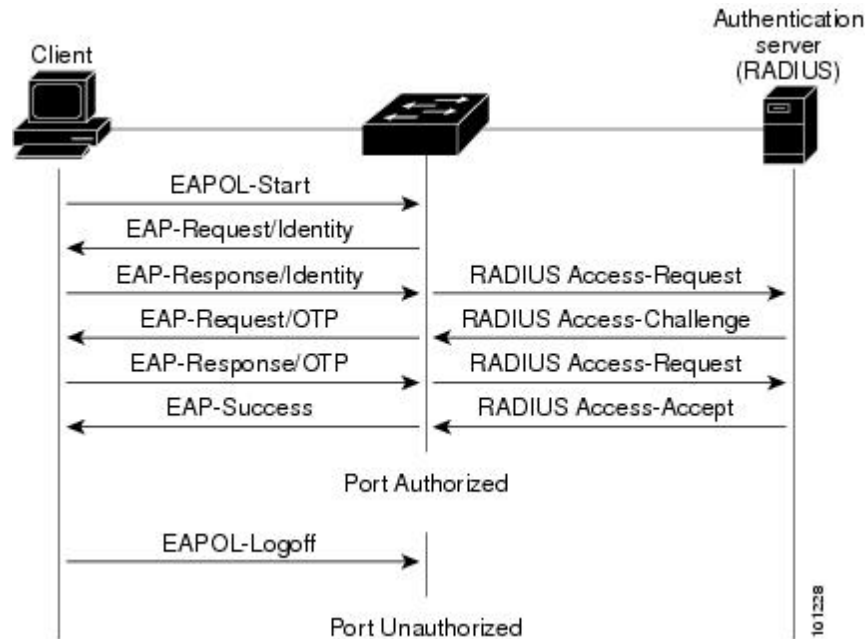 Authentication
server
(RADIUS)
Client
EAPOL-Start
EAP-Request/Identity
EAP-Response/Identity
RADIUS Access-Request
EAP-Request/OTP
RADIUS Access-Challenge
EAP-Response/OTP
RADIUS Access-Request
EAP-Success
RADIUS Access-Accept
Port Authorized
EAPOL-Logoff
Port Unauthorized
101228